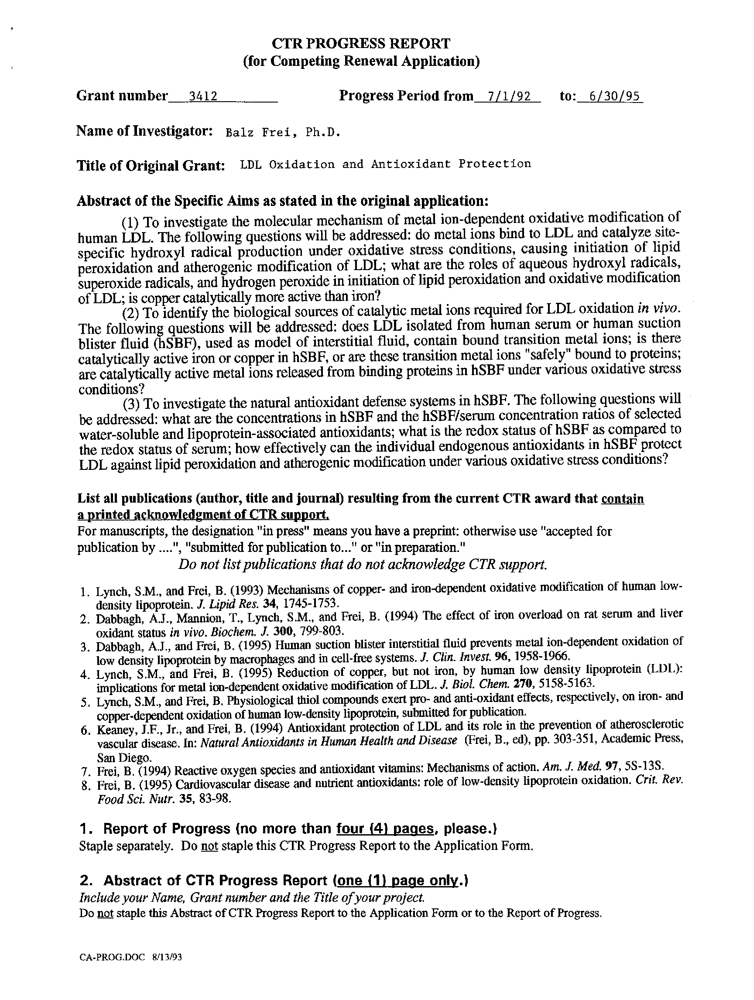 CTR PROGRESS REPORT
(for Competing Renewal Application)
Grant number 3412 Progress Period from 7/1/92 to: 6/30/95
Name of Investigator: Balz Frei, Ph.D.
Title of Original Grant: LDL Oxidation and Antioxidant Protection
Abstract of the Specific Aims as stated in the original application:
(1) To investigate the molecular mechanism of metal ion-dependent oxidative modification of
human LDL. The following questions will be addressed: do metal ions bind to LDL and catalyze site-
specific hydroxyl radical production under oxidative stress conditions, causing initiation of lipid
peroxidation and atherogenic modification of LDL; what are the roles of aqueous hydroxyl radicals,
superoxide radicals, and hydrogen peroxide in initiation of lipid peroxidation and oxidative modification
of LDL; is copper catalytically more active than iron?
(2) To identify the biological sources of catalytic metal ions required for LDL oxidation in vivo.
The following questions will be addressed: does LDL isolated from human serum or human suction
blister fluid (hSBF), used as model of interstitial fluid, contain bound transition metal ions; is there
catalytically active iron or copper in hSBF, or are these transition metal ions "safely" bound to proteins;
are catalytically active metal ions released from binding proteins in hSBF under various oxidative stress
conditions?
(3) To investigate the natural antioxidant defense systems in hSBF. The following questions will
be addressed: what are the concentrations in hSBF and the hSBF/serum concentration ratios of selected
water-soluble and lipoprotein-associated antioxidants; what is the redox status of hSBF as compared to
the redox status of serum; how effectively can the individual endogenous antioxidants in hSBF protect
LDL against lipid peroxidation and atherogenic modification under various oxidative stress conditions?
List all publications (author, title and journal) resulting from the current CTR award that contain
a printed acknowledgment of CTR support.
For manuscripts, the designation "in press" means you have a preprint: otherwise use "accepted for
publication by ....", "submitted for publication to..." or "in preparation."
Do not list publications that do not acknowledge CTR support.
1. Lynch, S.M., and Frei, B. (1993) Mechanisms of copper- and iron-dependent oxidative modification of human low-
density lipoprotein. J. Lipid Res. 34, 1745-1753.
2. Dabbagh, A.J., Mannion, T., Lynch, S.M., and Frei, B. (1994) The effect of iron overload on rat serum and liver
oxidant status in vivo. Biochem. J. 300, 799-803.
3. Dabbagh, A.J., and Frei, B. (1995) Human suction blister interstitial fluid prevents metal ion-dependent oxidation of
low density lipoprotein by macrophages and in cell-free systems. J. Clin. Invest. 96, 1958-1966.
4. Lynch, S.M., and Frei, B. (1995) Reduction of copper, but not iron, by human low density lipoprotein (LDL):
implications for metal ion-dependent oxidative modification of LDL. J. Biol. Chem. 270, 5158-5163.
5. Lynch, S.M., and Frei, B. Physiological thiol compounds exert pro- and anti-oxidant effects, respectively, on iron- and
copper-dependent oxidation of human low-density lipoprotein, submitted for publication.
6. Keaney, J.F., Jr., and Frei, B. (1994) Antioxidant protection of LDL and its role in the prevention of atherosclerotic
vascular disease. In: Natural Antioxidants in Human Health and Disease (Frei, B., ed), pp. 303-351, Academic Press,
San Diego.
7. Frei, B. (1994) Reactive oxygen species and antioxidant vitamins: Mechanisms of action. Am. J. Med. 97, 5S-13S.
8. Frei, B. (1995) Cardiovascular disease and nutrient antioxidants: role of low-density lipoprotein oxidation. Crit. Rev.
Food Sci. Nutr. 35, 83-98.
1. Report of Progress (no more than four (4) pages, please.)
Staple separately. Do not staple this CTR Progress Report to the Application Form.
2. Abstract of CTR Progress Report (one (1) page only.)
Include your Name, Grant number and the Title of your project.
Do not staple this Abstract of CTR Progress Report to the Application Form or to the Report of Progress.
CA-PROG.DOC 8/13/93